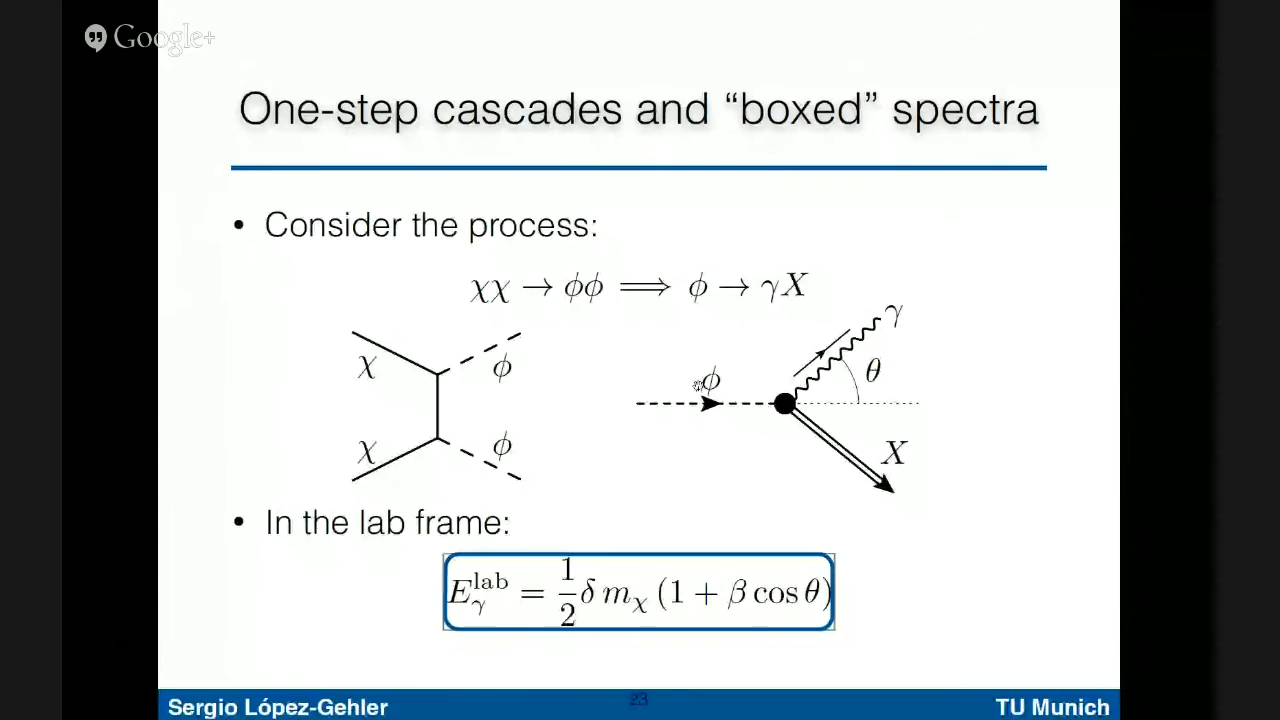 Google+
One-step cascades and “boxed” spectra
• Consider the process:
χχ → ϕϕ ⟹ ϕ → γX
γ
χ ϕ ϕ θ
χ ϕ X
• In the lab frame:
E_γ^lab = 1/2 δ m_χ (1 + β cos θ)
Sergio López-Gehler 23 TU Munich